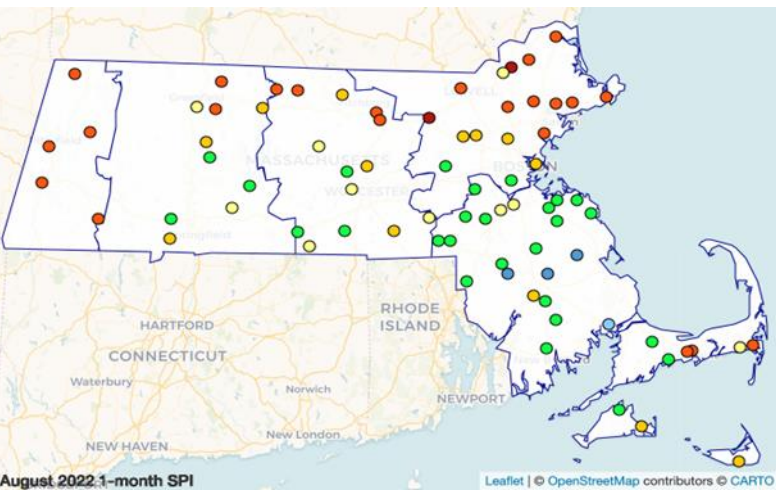 LOWELL
MASSACHUSETTS
BOSTON
WORCESTER
Springfield
RHODE
ISLAND
HARTFORD
CONNECTICUT
Waterbury
Norwich
NEWPORT
New London
NEW HAVEN
August 2022 1-month SPI
Leaflet | © OpenStreetMap contributors © CARTO